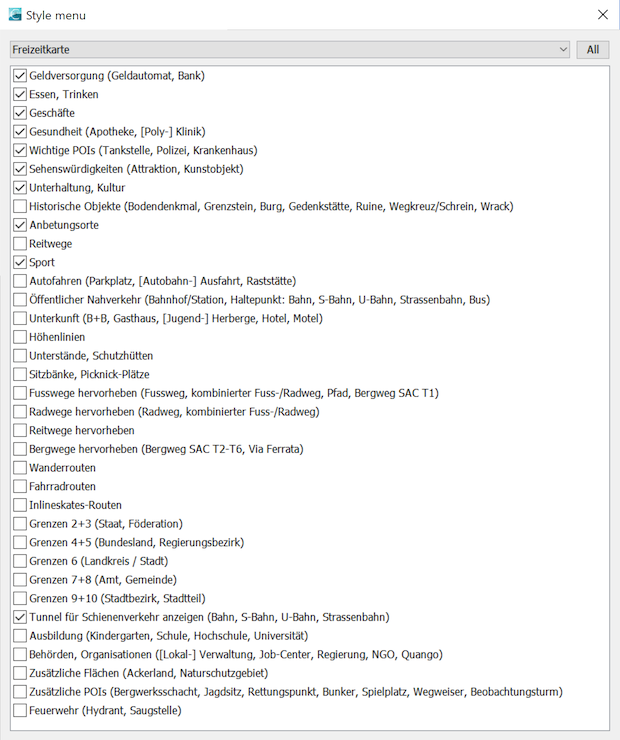 Style menu
Freizeitkarte
All
Geldversorgung (Geldautomat, Bank)
Essen, Trinken
Geschäfte
Gesundheit (Apotheke, [Poly-] Klinik)
Wichtige POIs (Tankstelle, Polizei, Krankenhaus)
Sehenswürdigkeiten (Attraktion, Kunstobjekt)
Unterhaltung, Kultur
Historische Objekte (Bodendenkmal, Grenzstein, Burg, Gedenkstätte, Ruine, Wegkreuz/Schrein, Wrack)
Anbetungsorte
Reitwege
Sport
Autofahren (Parkplatz, [Autobahn-] Ausfahrt, Raststätte)
Öffentlicher Nahverkehr (Bahnhof/Station, Haltepunkt: Bahn, S-Bahn, U-Bahn, Strassenbahn, Bus)
Unterkunft (B+B, Gasthaus, [Jugend-] Herberge, Hotel, Motel)
Höhenlinien
Unterstände, Schutzhütten
Sitzbänke, Picknick-Plätze
Fusswege hervorheben (Fussweg, kombinierter Fuss-/Radweg, Pfad, Bergweg SAC T1)
Radwege hervorheben (Radweg, kombinierter Fuss-/Radweg)
Reitwege hervorheben
Bergwege hervorheben (Bergweg SAC T2-T6, Via Ferrata)
Wanderrouten
Fahrradrouten
Inlineskates-Routen
Grenzen 2+3 (Staat, Föderation)
Grenzen 4+5 (Bundesland, Regierungsbezirk)
Grenzen 6 (Landkreis / Stadt)
Grenzen 7+8 (Amt, Gemeinde)
Grenzen 9+10 (Stadtbezirk, Stadtteil)
Tunnel für Schienenverkehr anzeigen (Bahn, S-Bahn, U-Bahn, Strassenbahn)
Ausbildung (Kindergarten, Schule, Hochschule, Universität)
Behörden, Organisationen ([Lokal-] Verwaltung, Job-Center, Regierung, NGO, Quango)
Zusätzliche Flächen (Ackerland, Naturschutzgebiet)
Zusätzliche POIs (Bergwerksschacht, Jagdsitz, Rettungspunkt, Bunker, Spielplatz, Wegweiser, Beobachtungsturm)
Feuerwehr (Hydrant, Saugstelle)